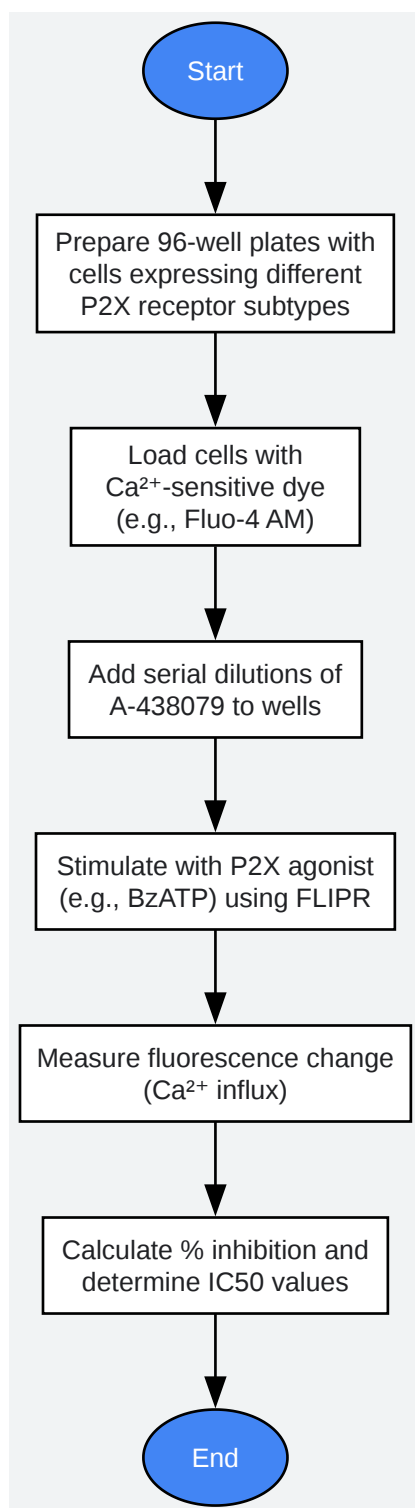 Start
Prepare 96-well plates with
cells expressing different
P2X receptor subtypes
Load cells with
Ca²⁺-sensitive dye
(e.g., Fluo-4 AM)
Add serial dilutions of
A-438079 to wells
Stimulate with P2X agonist
(e.g., BzATP) using FLIPR
Measure fluorescence change
(Ca²⁺ influx)
Calculate % inhibition and
determine IC50 values
End